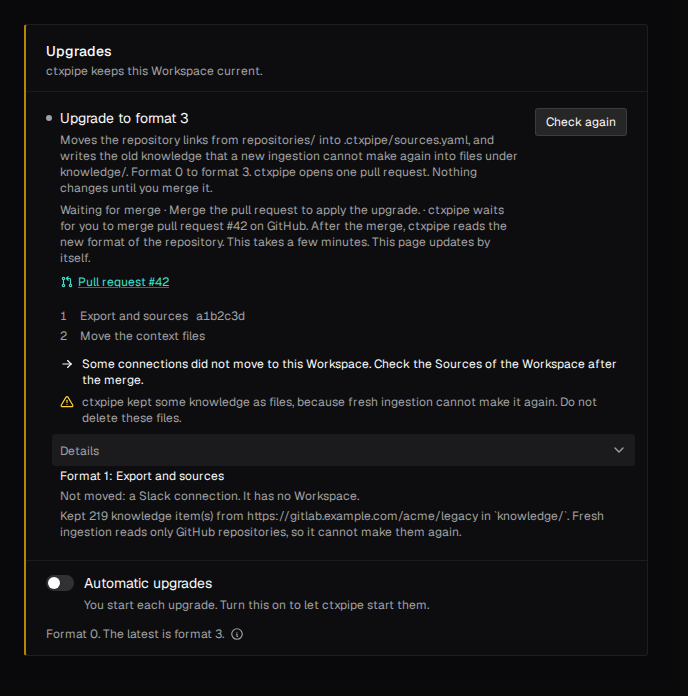 Upgrades
ctxpipe keeps this Workspace current.
Upgrade to format 3
Check again
Moves the repository links from repositories/ into .ctxpipe/sources.yaml, and
writes the old knowledge that a new ingestion cannot make again into files under
knowledge/. Format 0 to format 3. ctxpipe opens one pull request. Nothing
changes until you merge it.
Waiting for merge · Merge the pull request to apply the upgrade. · ctxpipe waits
for you to merge pull request #42 on GitHub. After the merge, ctxpipe reads the
new format of the repository. This takes a few minutes. This page updates by
itself.
Pull request #42
1 Export and sources a1b2c3d
2 Move the context files
Some connections did not move to this Workspace. Check the Sources of the Workspace after
the merge.
ctxpipe kept some knowledge as files, because fresh ingestion cannot make it again. Do not
delete these files.
Details
Format 1: Export and sources
Not moved: a Slack connection. It has no Workspace.
Kept 219 knowledge item(s) from https://gitlab.example.com/acme/legacy in `knowledge/`. Fresh
ingestion reads only GitHub repositories, so it cannot make them again.
Automatic upgrades
You start each upgrade. Turn this on to let ctxpipe start them.
Format 0. The latest is format 3.